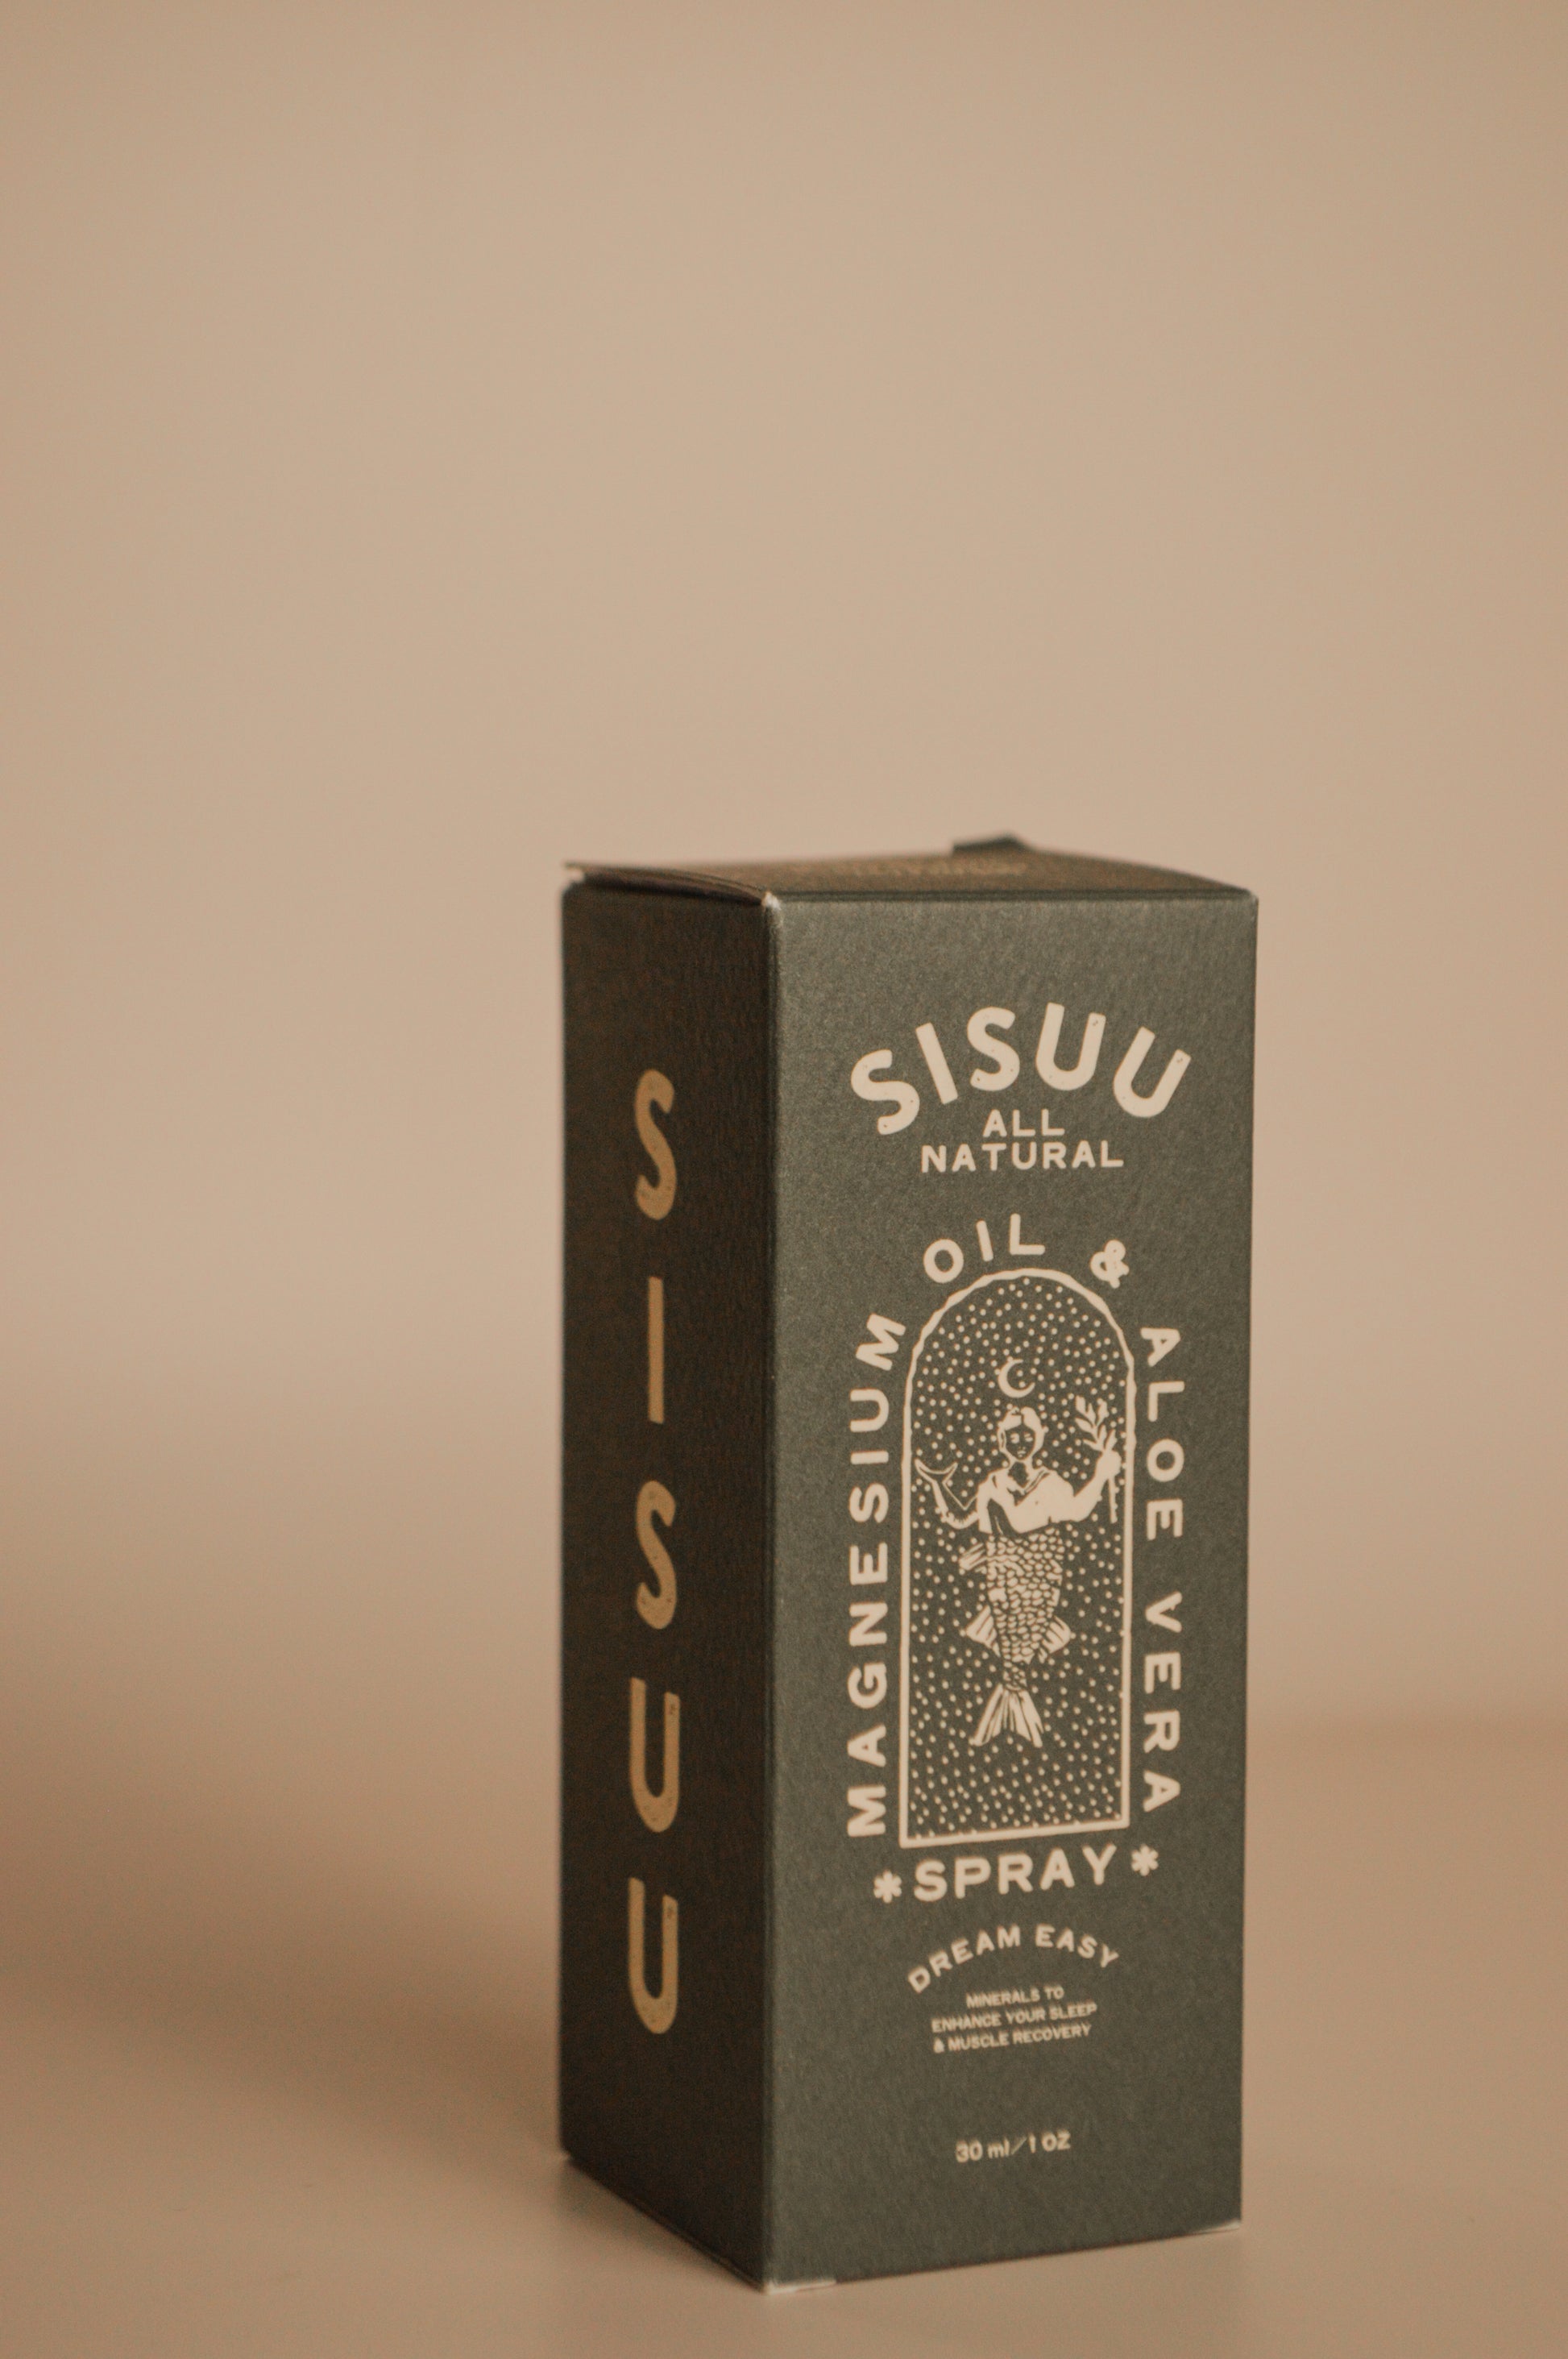 SISUU
SISUU
ALL
NATURAL
MAGNESIUM OIL & ALOE VERA
*SPRAY*
DREAM EASY
MINERALS TO
ENHANCE YOUR SLEEP
& MUSCLE RECOVERY
30 ml/1 OZ